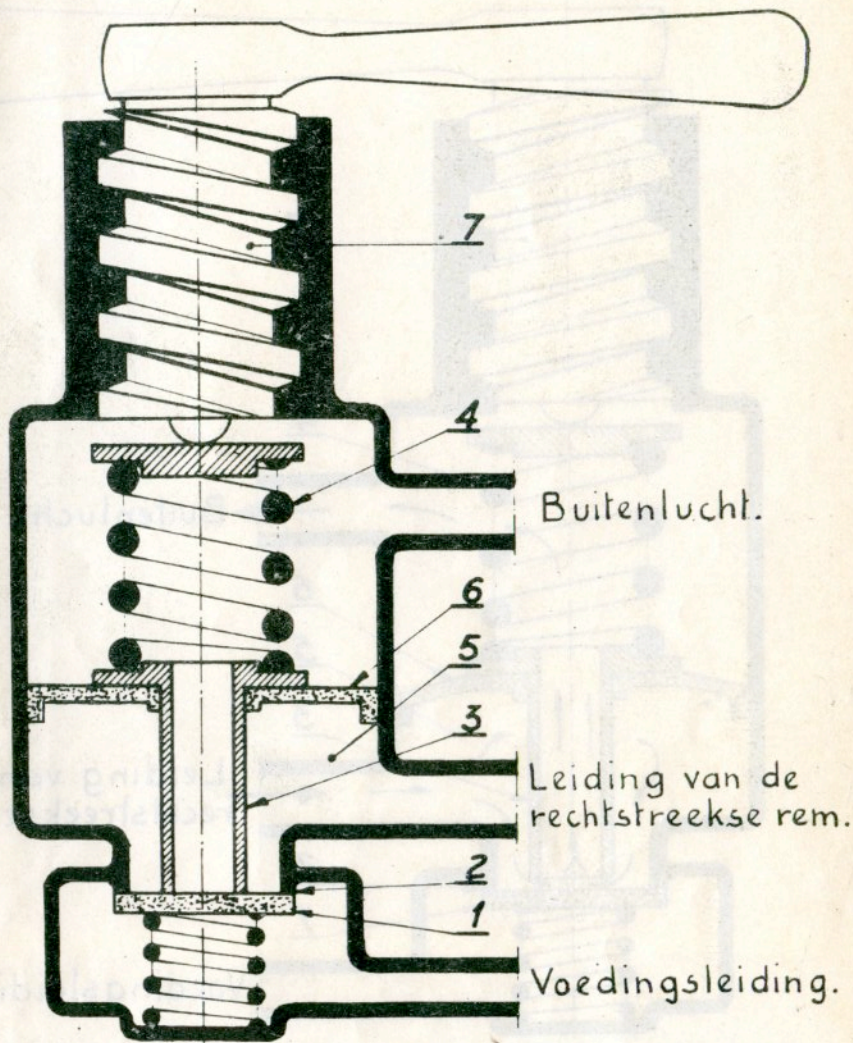 7
4
Buitenlucht.
6
5
3
Leiding van de
rechtstreekse rem.
2
1
Voedingsleiding.